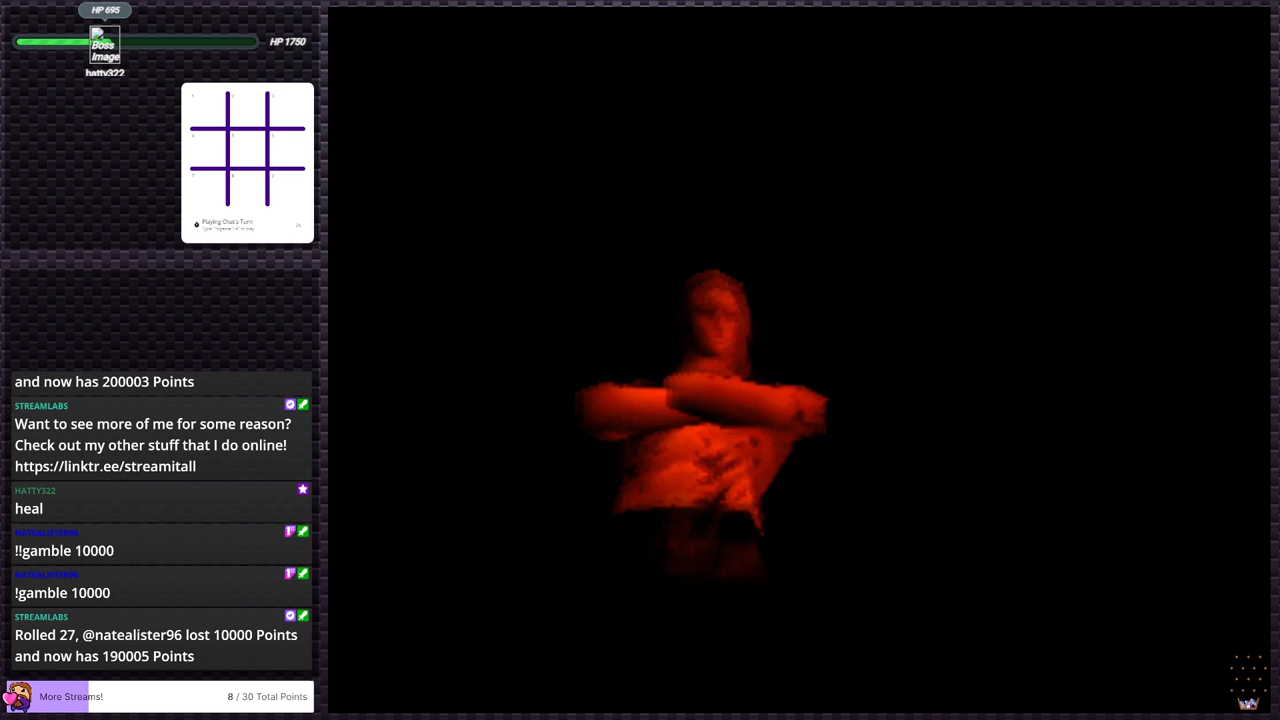 HP 695
HP 1750
Boss
Image
hatty322
Playing Chat's Turn
and now has 200003 Points
STREAMLABS
Want to see more of me for some reason?
Check out my other stuff that I do online!
https://linktr.ee/streamitall
HATTY322
heal
NATEALISTER96
!!gamble 10000
NATEALISTER96
!gamble 10000
STREAMLABS
Rolled 27, @natealister96 lost 10000 Points
and now has 190005 Points
More Streams!
8 / 30 Total Points